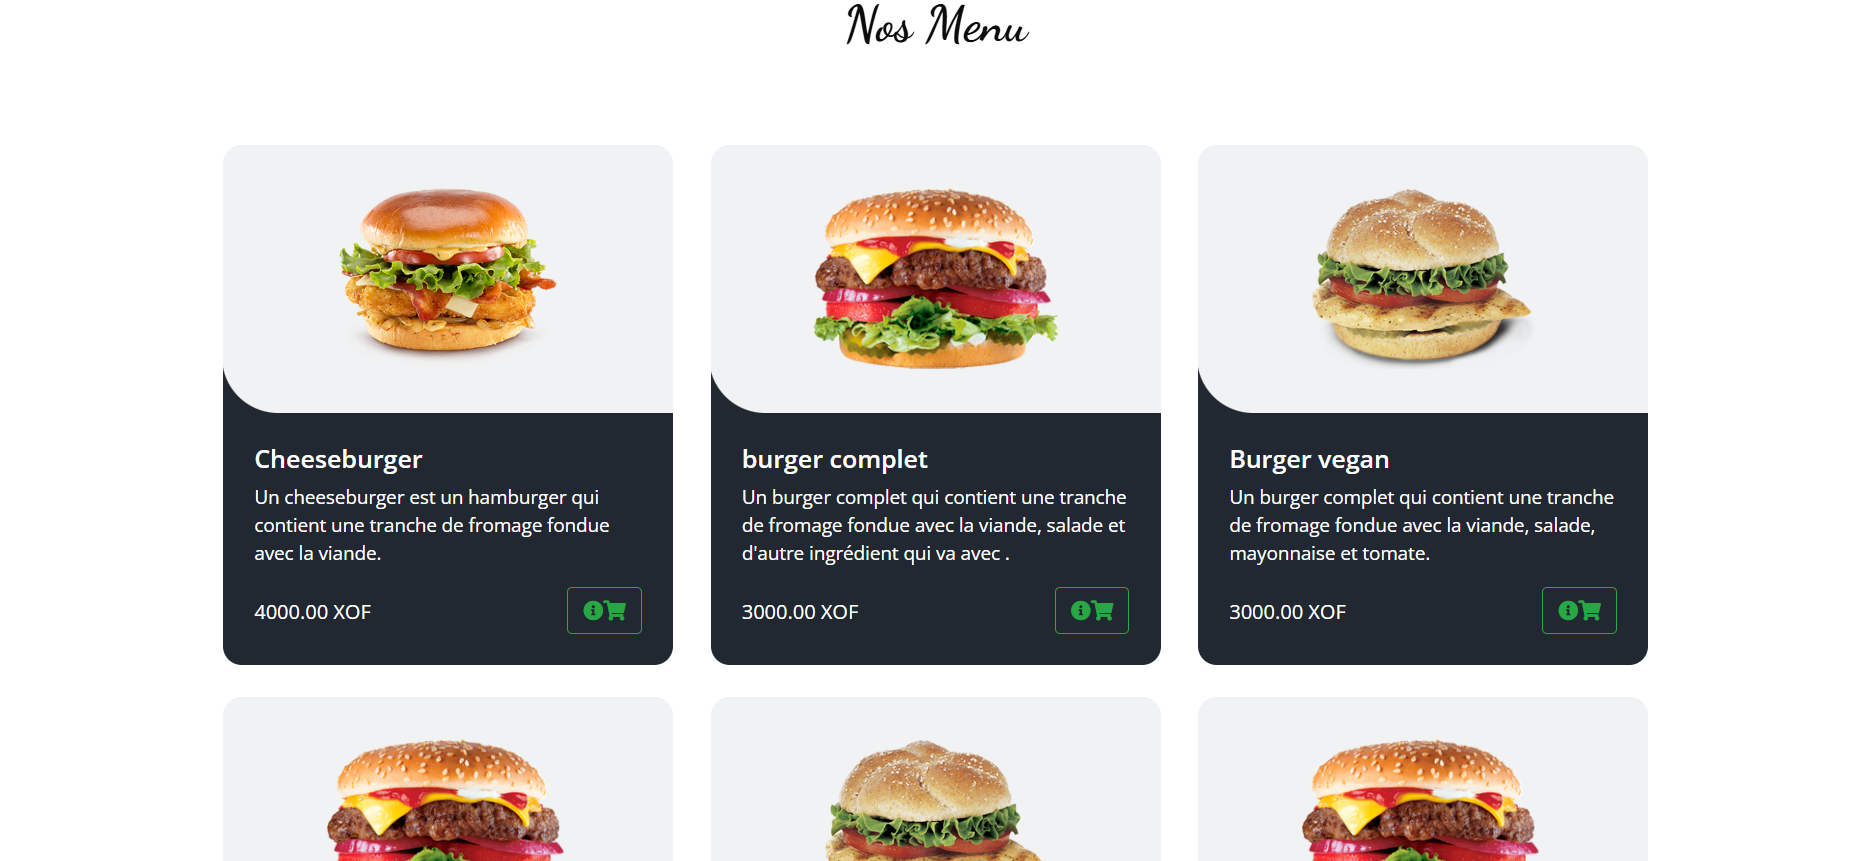 Nos Menu
Cheeseburger
Un cheeseburger est un hamburger qui
contient une tranche de fromage fondue
avec la viande.
4000.00 XOF
burger complet
Un burger complet qui contient une tranche
de fromage fondue avec la viande, salade et
d'autre ingrédient qui va avec .
3000.00 XOF
Burger vegan
Un burger complet qui contient une tranche
de fromage fondue avec la viande, salade,
mayonnaise et tomate.
3000.00 XOF